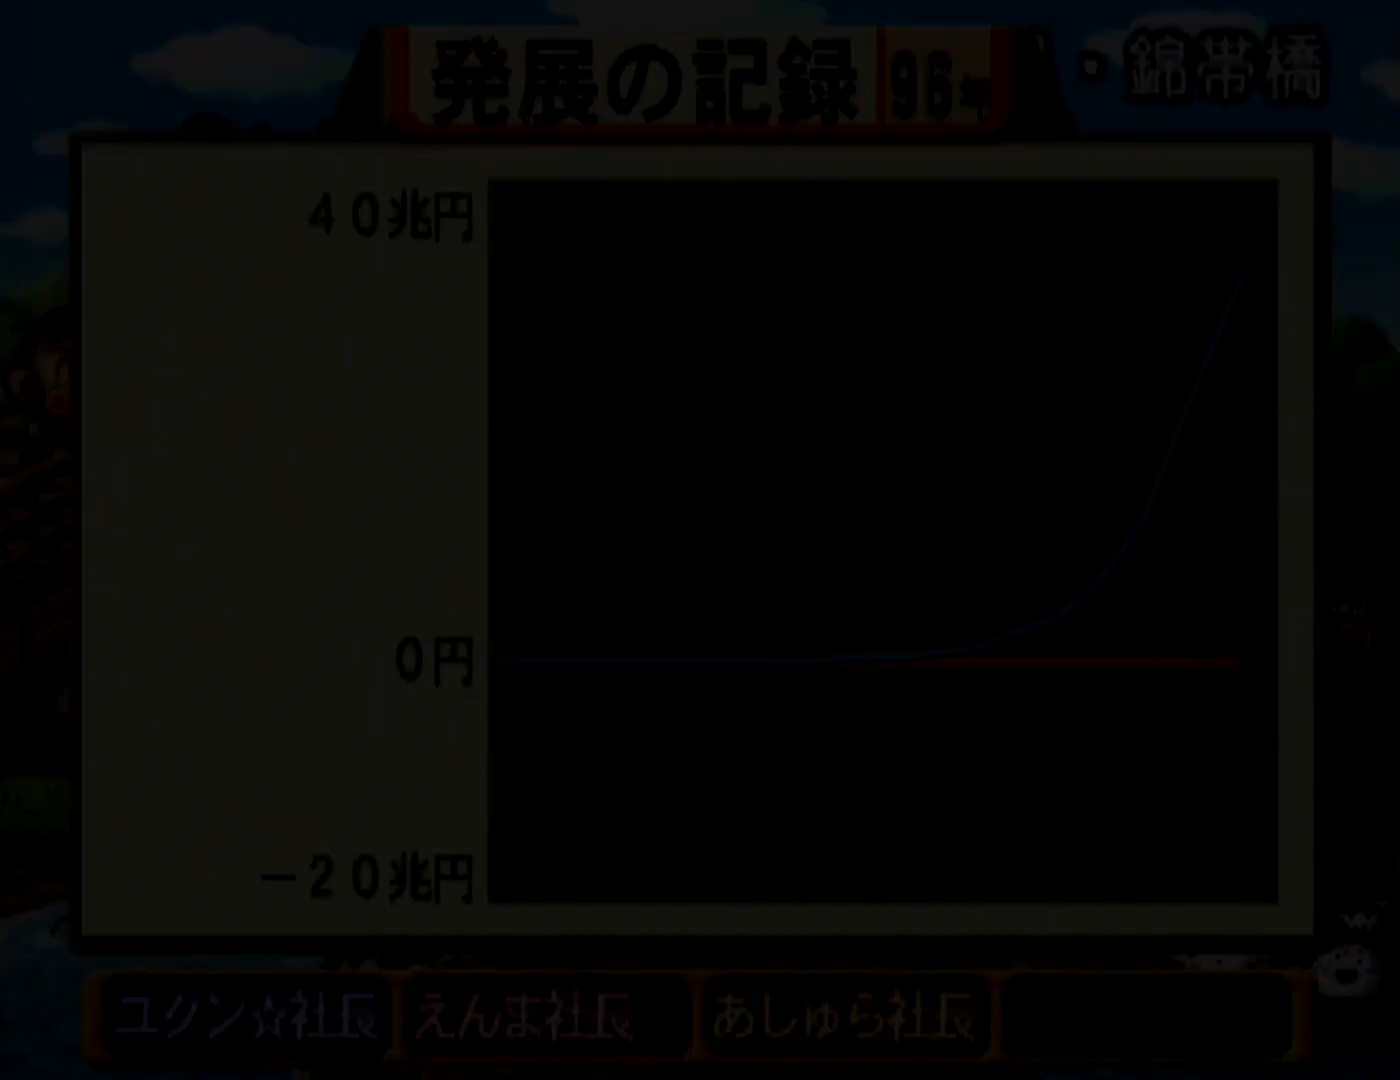 発展の記録 96年
・錦帯橋
40兆円
0円
-20兆円
ユクン☆社長 えんま社長 あしゅら社長